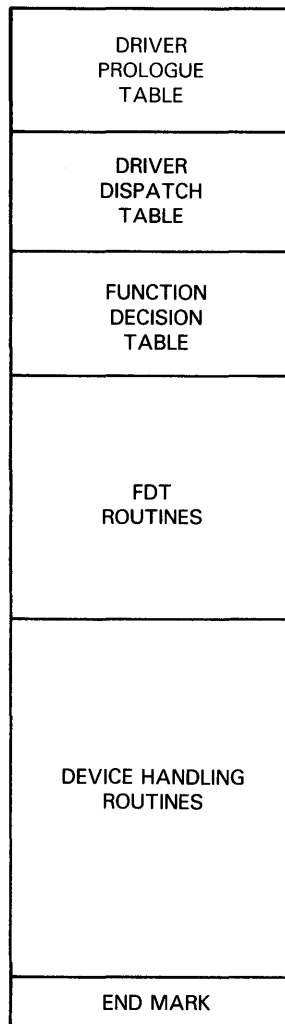 DRIVER
PROLOGUE
TABLE
DRIVER
DISPATCH
TABLE
FUNCTION
DECISION
TABLE
FDT
ROUTINES
DEVICE HANDLING
ROUTINES
END MARK